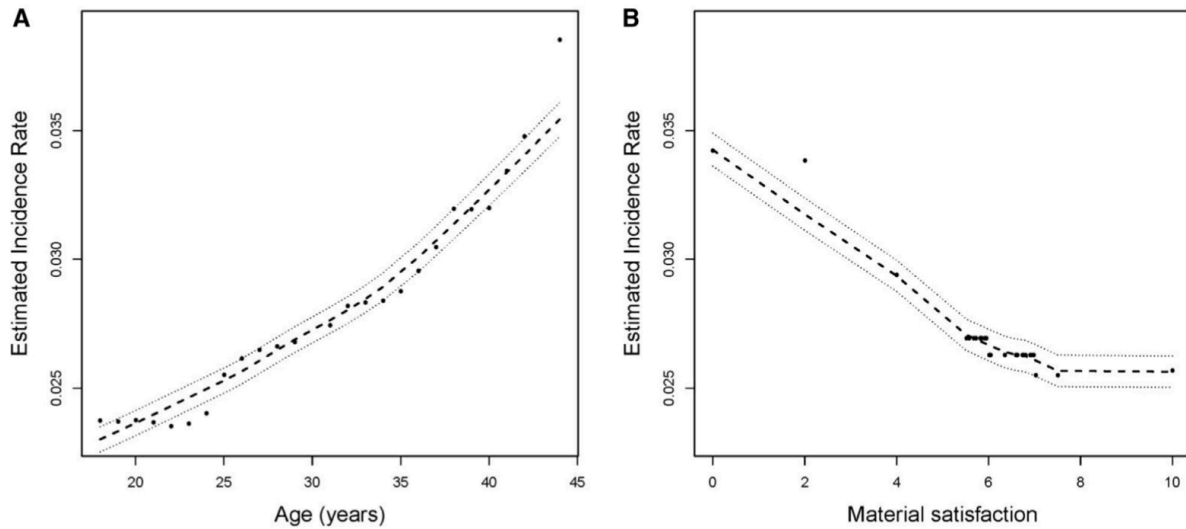 A
Estimated Incidence Rate
0.035
0.030
0.025
20 25 30 35 40 45
Age (years)
B
Estimated Incidence Rate
0.035
0.030
0.025
0 2 4 6 8 10
Material satisfaction